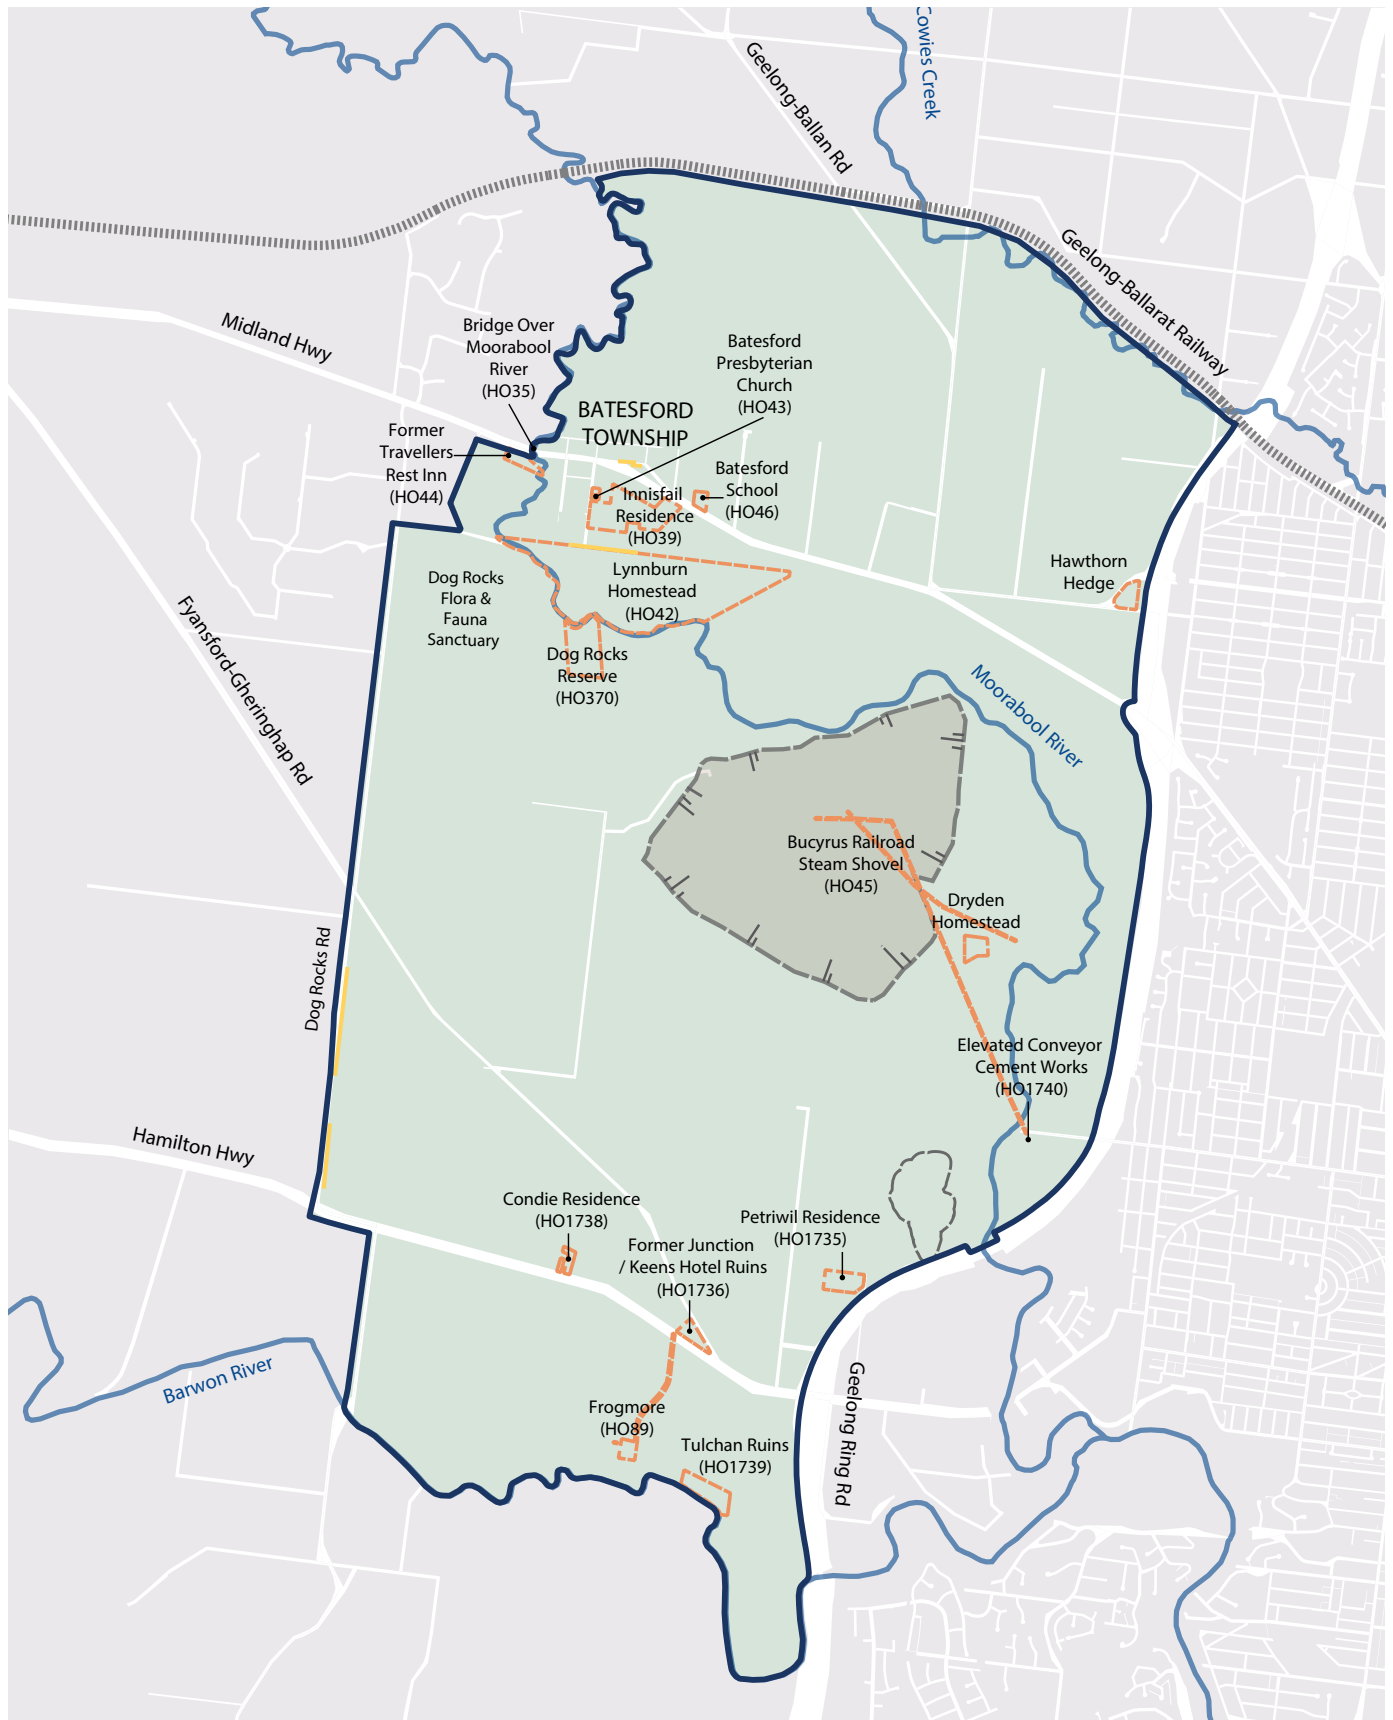 Cowies Creek
Geelong-Ballan Rd
Geelong-Ballarat Railway
Midland Hwy
Bridge Over
Moorabool
River
(HO35)
Batesford
Presbyterian
Church
(HO43)
BATESFORD
TOWNSHIP
Former
Travellers
Rest Inn
(HO44)
Batesford
School
(HO46)
Innisfail
Residence
(HO39)
Hawthorn
Hedge
Lynnburn
Homestead
(HO42)
Dog Rocks
Flora &
Fauna
Sanctuary
Dog Rocks
Reserve
(HO370)
Fyansford-Gheringhap Rd
Moorabool River
Bucyrus Railroad
Steam Shovel
(HO45)
Dryden
Homestead
Dog Rocks Rd
Elevated Conveyor
Cement Works
(HO1740)
Hamilton Hwy
Condie Residence
(HO1738)
Petriwil Residence
(HO1735)
Former Junction
/ Keens Hotel Ruins
(HO1736)
Barwon River
Geelong Ring Rd
Frogmore
(HO89)
Tulchan Ruins
(HO1739)